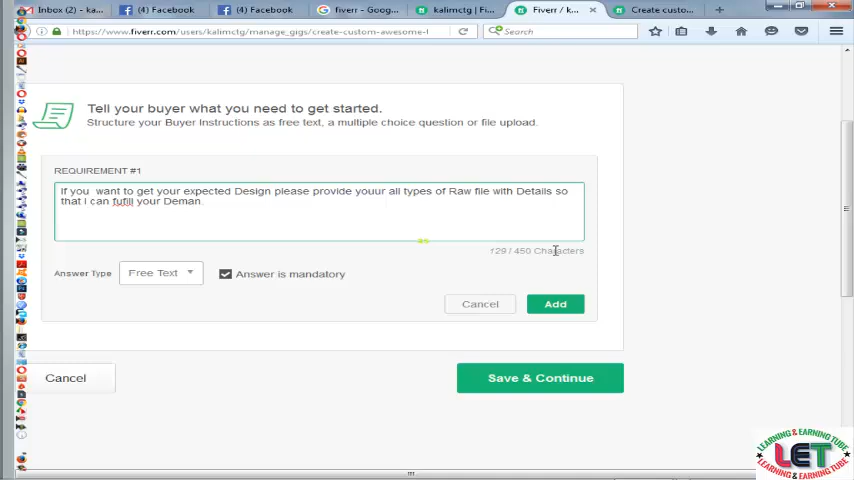 Inbox (2) - ka...
(4) Facebook
(4) Facebook
fiverr - Goog...
kalimctg | Fi...
Fiverr / k...
Create custo...
https://www.fiverr.com/users/kalimctg/manage_gigs/create-custom-awesome-l
Search
Tell your buyer what you need to get started.
Structure your Buyer Instructions as free text, a multiple choice question or file upload.
REQUIREMENT #1
If you want to get your expected Design please provide youur all types of Raw file with Details so
that I can fufill your Deman.
129 / 450 Characters
Answer Type
Free Text
Answer is mandatory
Cancel
Add
Cancel
Save & Continue
LEARNING & EARNING TUBE
LET
LEARNING & EARNING TUBE